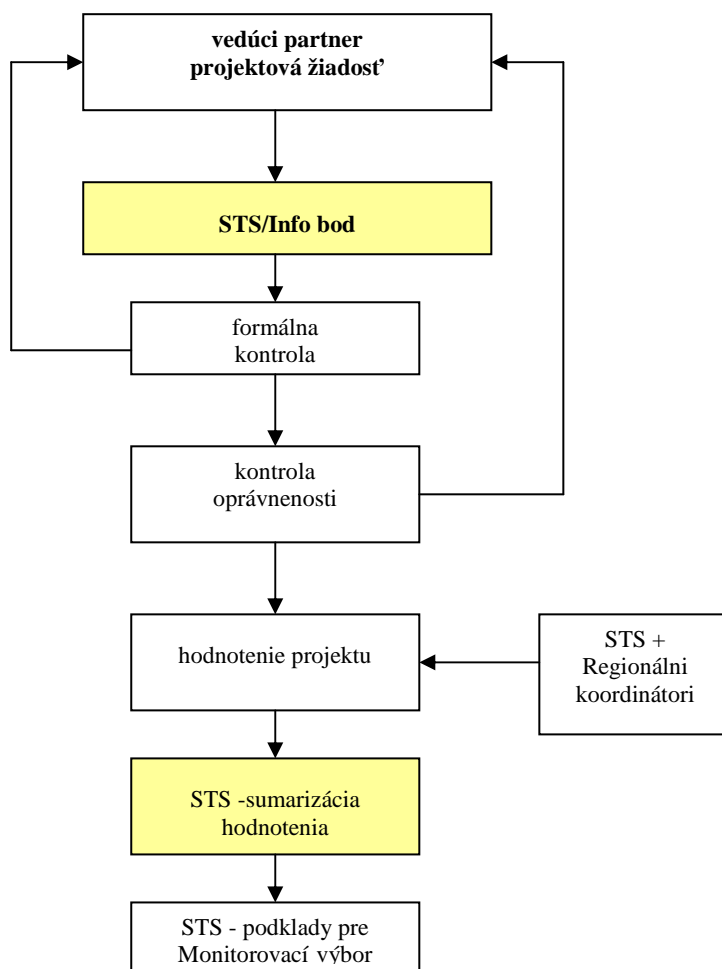 vedúci partner
projektová žiadosť
STS/Info bod
formálna
kontrola
kontrola
oprávnenosti
hodnotenie projektu
STS +
Regionálni
koordinátori
STS -sumarizácia
hodnotenia
STS - podklady pre
Monitorovací výbor